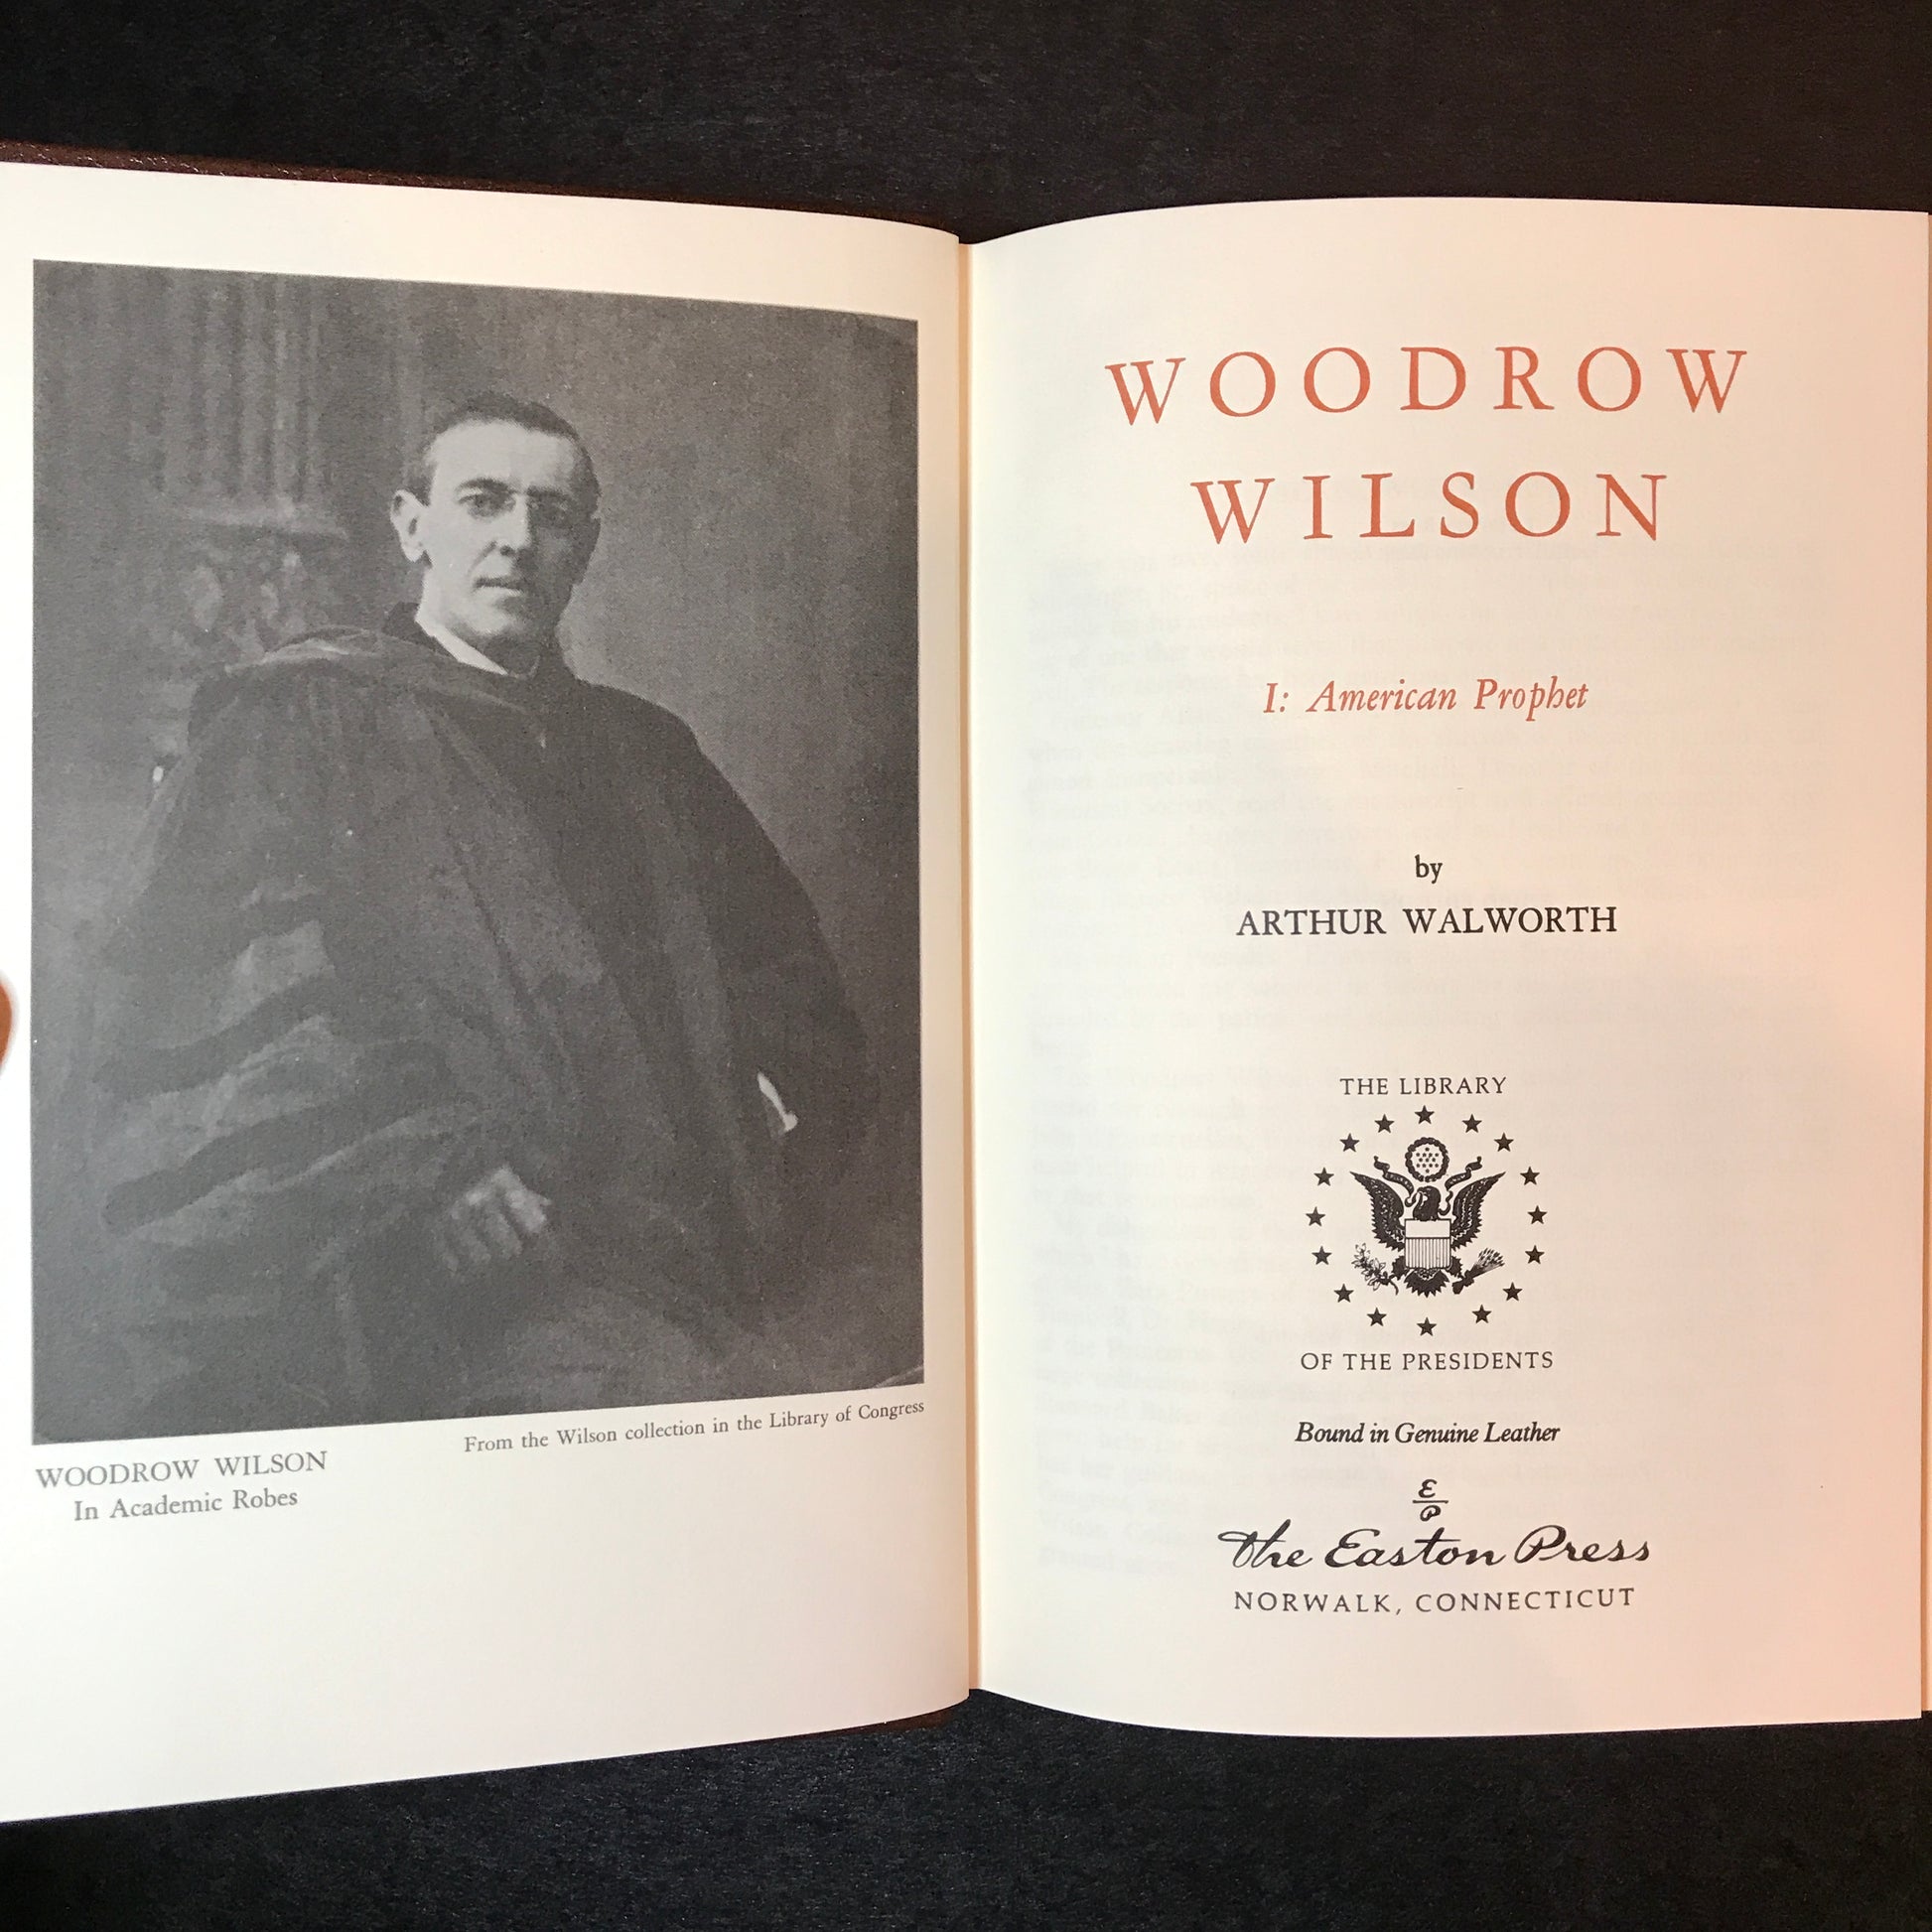 WOODROW WILSON
In Academic Robes
From the Wilson collection in the Library of Congress
WOODROW
WILSON
I: American Prophet
by
ARTHUR WALWORTH
THE LIBRARY
OF THE PRESIDENTS
Bound in Genuine Leather
E
P
The Easton Press
NORWALK, CONNECTICUT